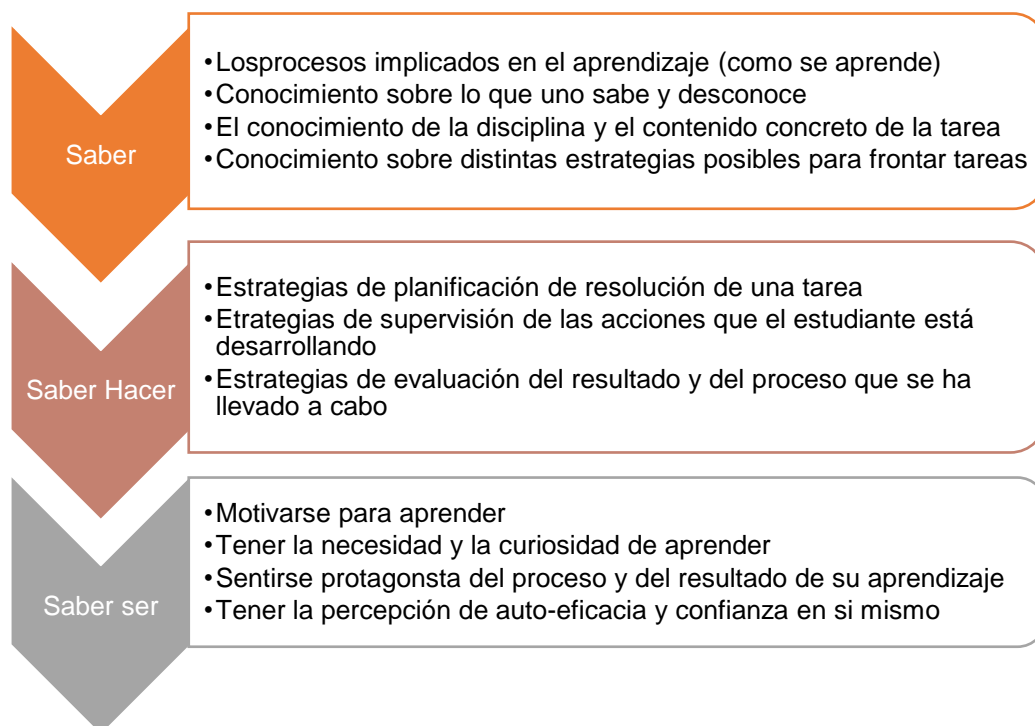 Saber
•Losprocesos implicados en el aprendizaje (como se aprende)
•Conocimiento sobre lo que uno sabe y desconoce
•El conocimiento de la disciplina y el contenido concreto de la tarea
•Conocimiento sobre distintas estrategias posibles para frontar tareas
Saber Hacer
•Estrategias de planificación de resolución de una tarea
•Etrategias de supervisión de las acciones que el estudiante está
desarrollando
•Estrategias de evaluación del resultado y del proceso que se ha
llevado a cabo
Saber ser
•Motivarse para aprender
•Tener la necesidad y la curiosidad de aprender
•Sentirse protagonsta del proceso y del resultado de su aprendizaje
•Tener la percepción de auto-eficacia y confianza en si mismo